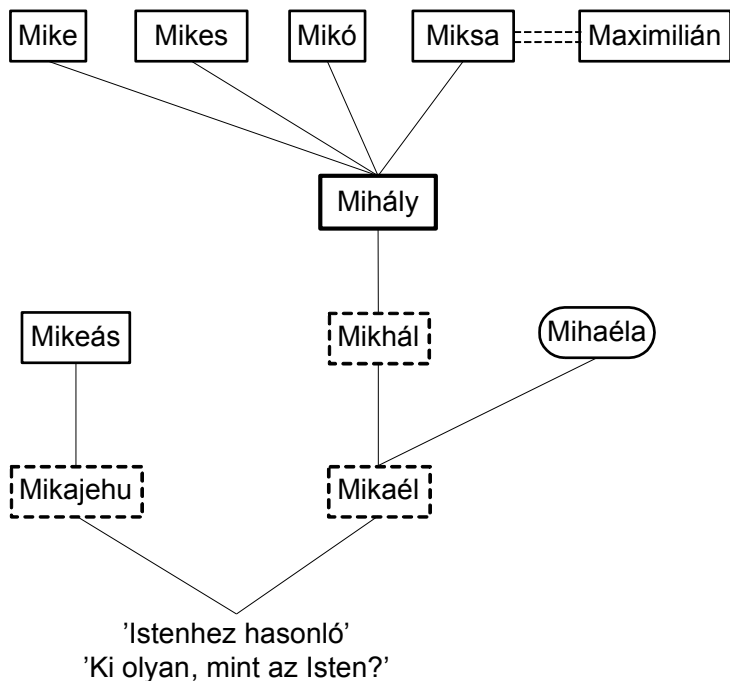 Mike Mikes Mikó Miksa Maximilián
Mihály
Mikeás Mikhál Mihaéla
Mikajehu Mikaél
’Istenhez hasonló’
’Ki olyan, mint az Isten?’